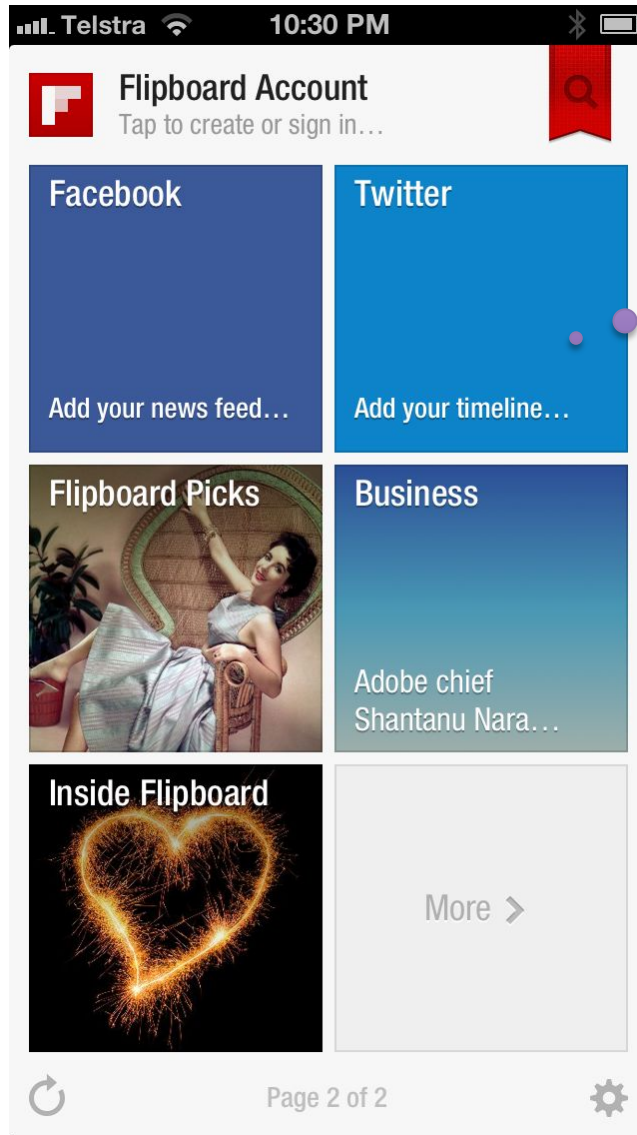 Telstra 10:30 PM
Flipboard Account
Tap to create or sign in…
Facebook
Twitter
Add your news feed…
Add your timeline…
Flipboard Picks
Business
Adobe chief
Shantanu Nara…
Inside Flipboard
More
Page 2 of 2